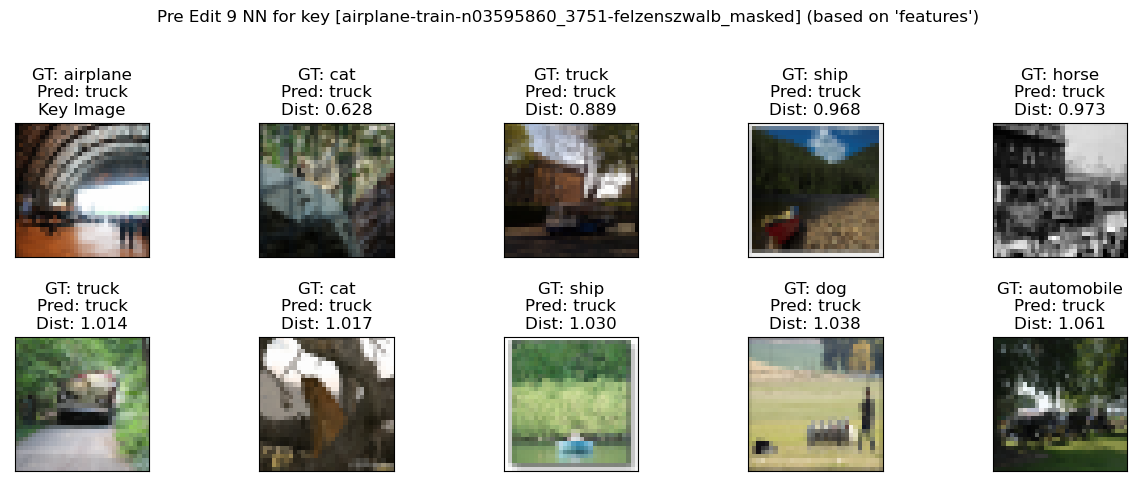 Pre Edit 9 NN for key [airplane-train-n03595860_3751-felzenszwalb_masked] (based on 'features')
GT: airplane
Pred: truck
Key Image
GT: cat
Pred: truck
Dist: 0.628
GT: truck
Pred: truck
Dist: 0.889
GT: ship
Pred: truck
Dist: 0.968
GT: horse
Pred: truck
Dist: 0.973
GT: truck
Pred: truck
Dist: 1.014
GT: cat
Pred: truck
Dist: 1.017
GT: ship
Pred: truck
Dist: 1.030
GT: dog
Pred: truck
Dist: 1.038
GT: automobile
Pred: truck
Dist: 1.061